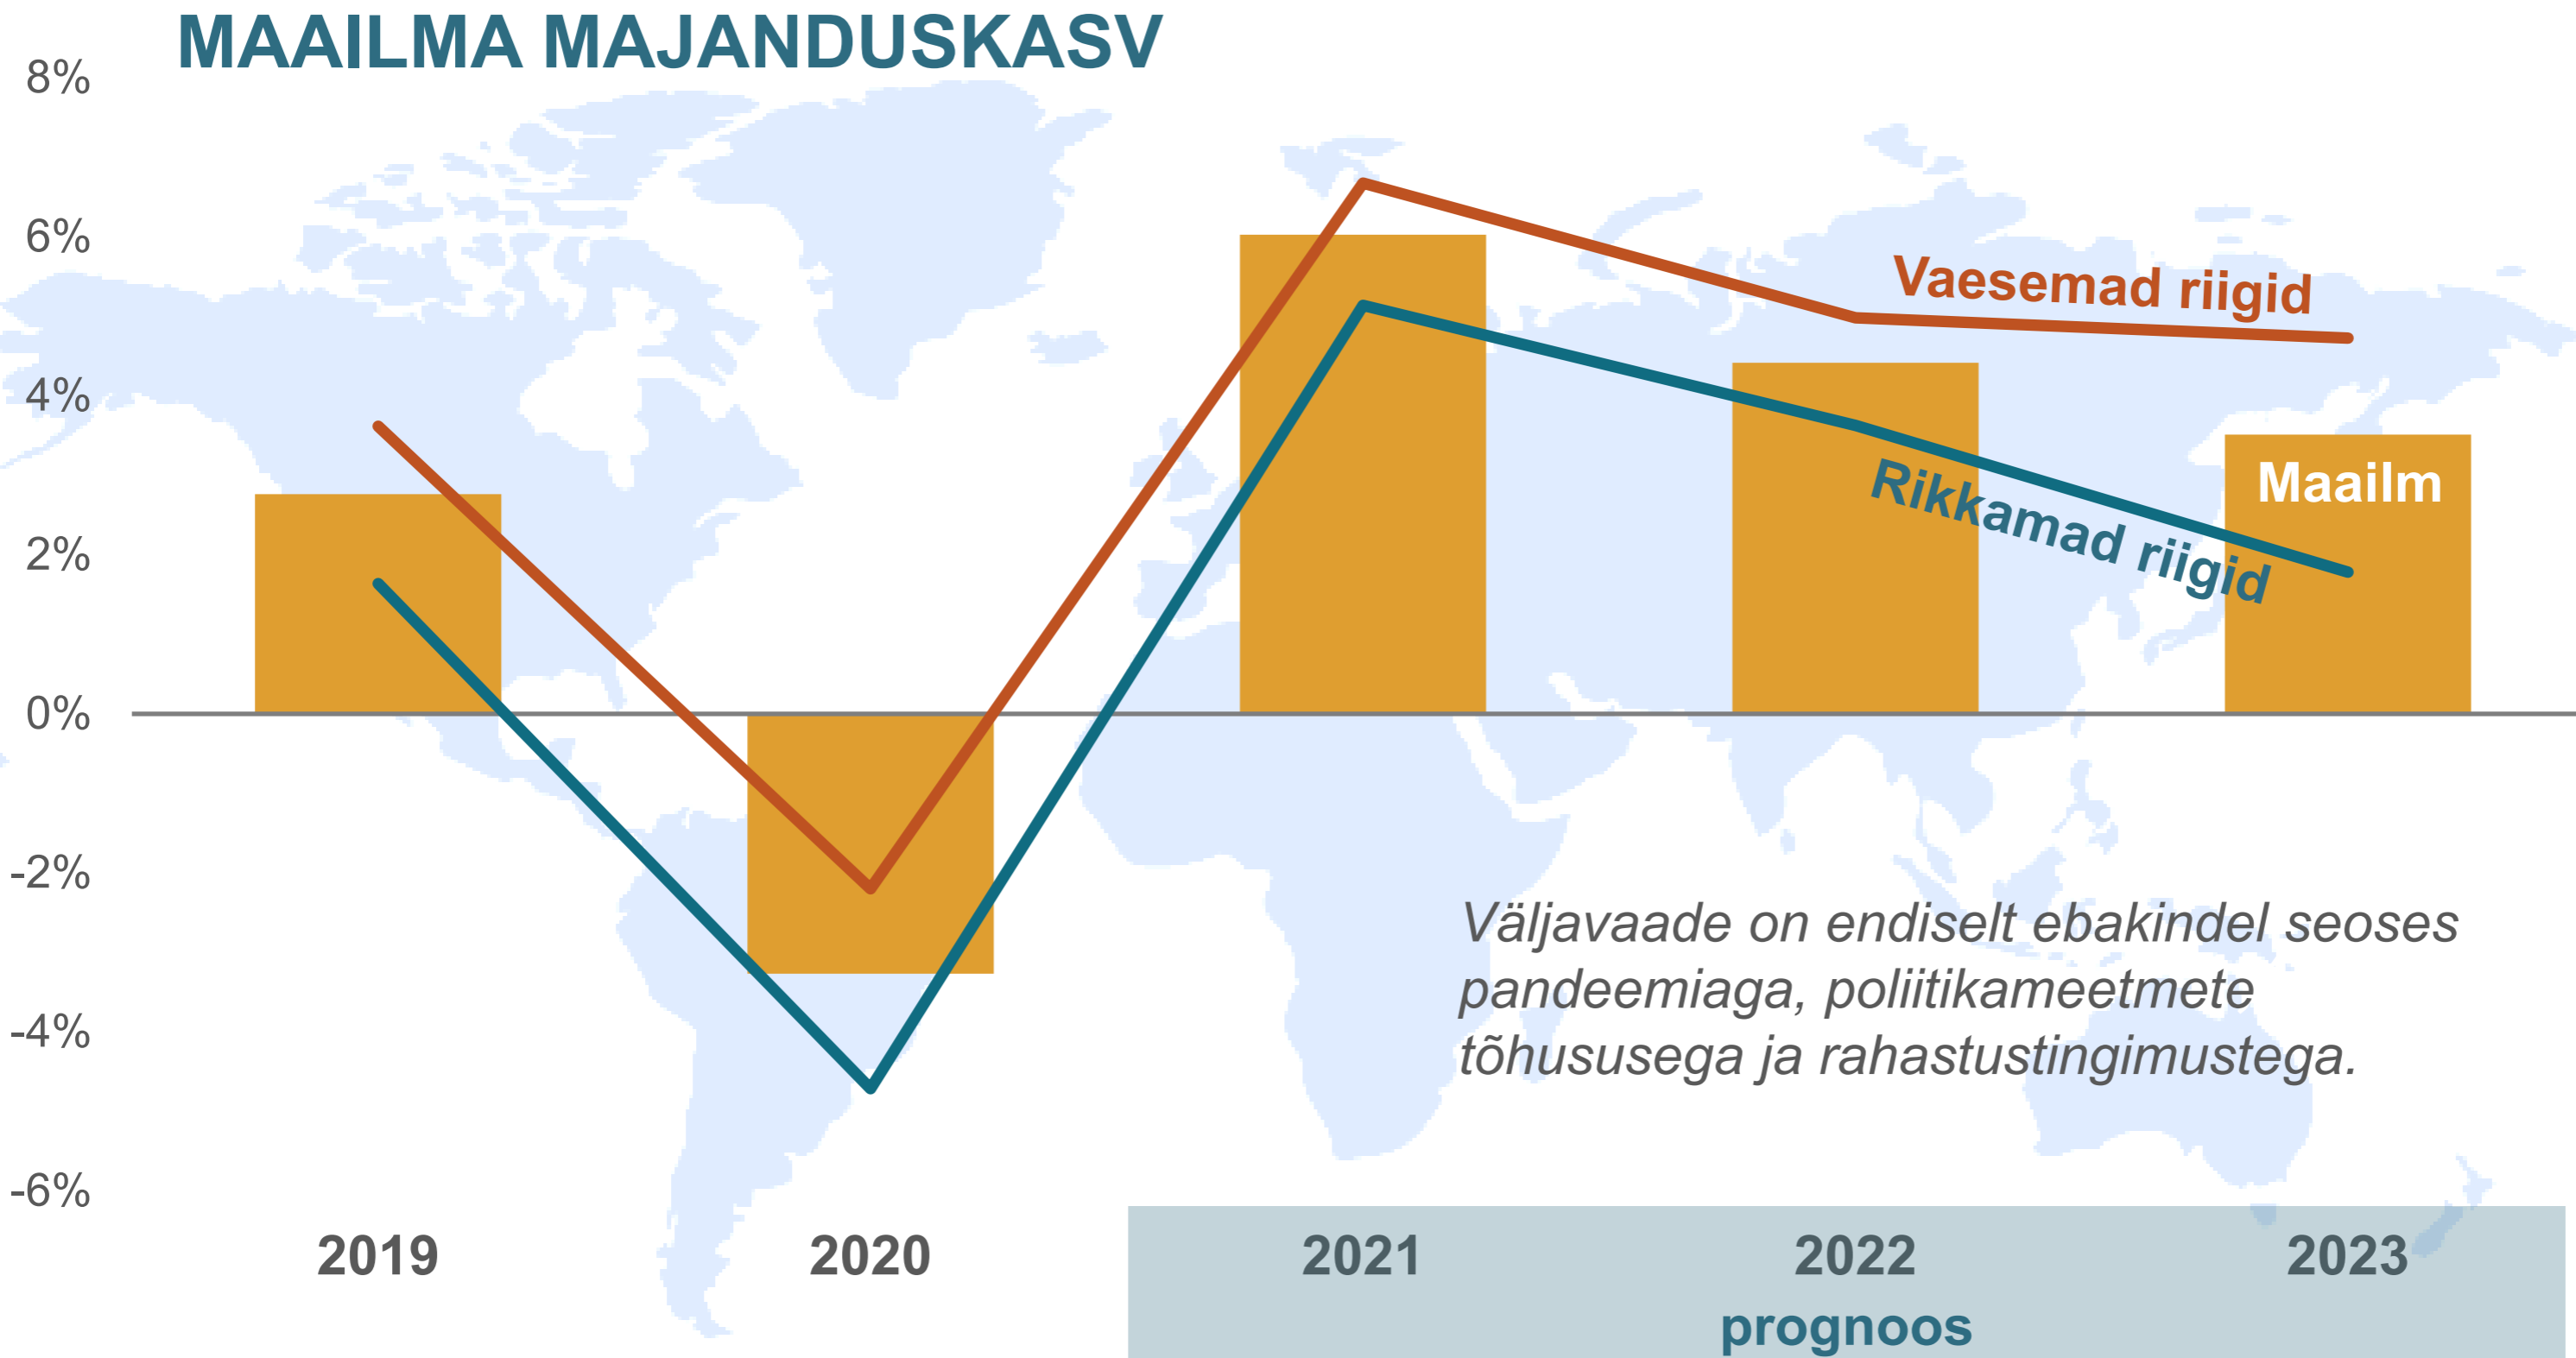 MAAILMA MAJANDUSKASV
8%
6%
4%
2%
0%
-2%
-4%
-6%
Vaesemad riigid
Rikkamad riigid
Maailm
Väljavaade on endiselt ebakindel seoses
pandeemiaga, poliitikameetmete
tõhususega ja rahastustingimustega.
2019 2020 2021 2022 2023
prognoos